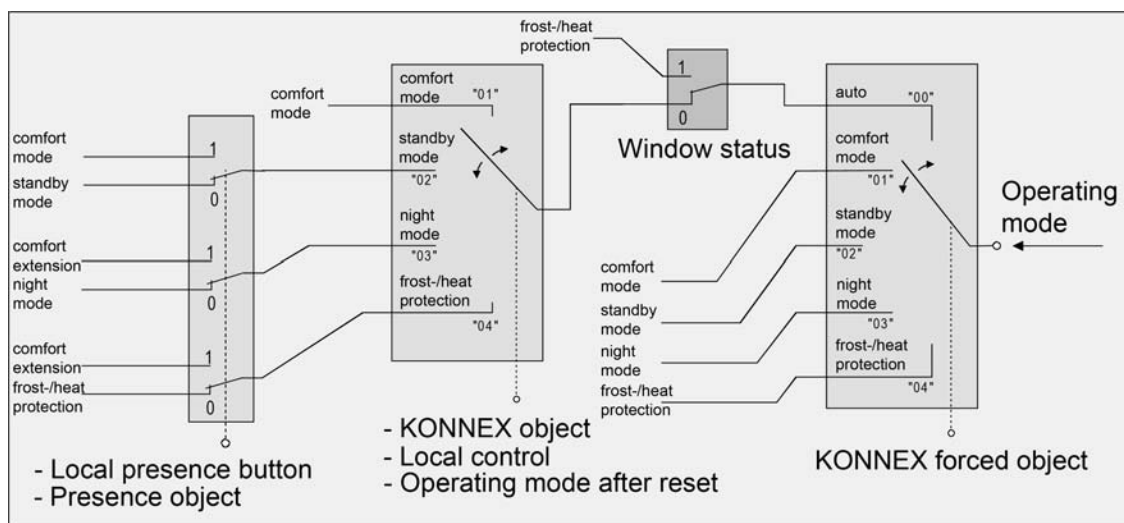 comfort
mode
standby
mode
comfort
extension
night
mode
comfort
extension
frost-/heat
protection
1
0
1
0
1
0
- Local presence button
- Presence object
comfort
mode
comfort
mode
"01"
standby
mode
"02"
night
mode
"03"
frost-/heat
protection
"04"
- KONNEX object
- Local control
- Operating mode after reset
frost-/heat
protection
1
0
Window status
comfort
mode
standby
mode
night
mode
frost-/heat
protection
auto
"00"
comfort
mode
"01"
standby
mode
"02"
night
mode
"03"
frost-/heat
protection
"04"
KONNEX forced object
Operating
mode